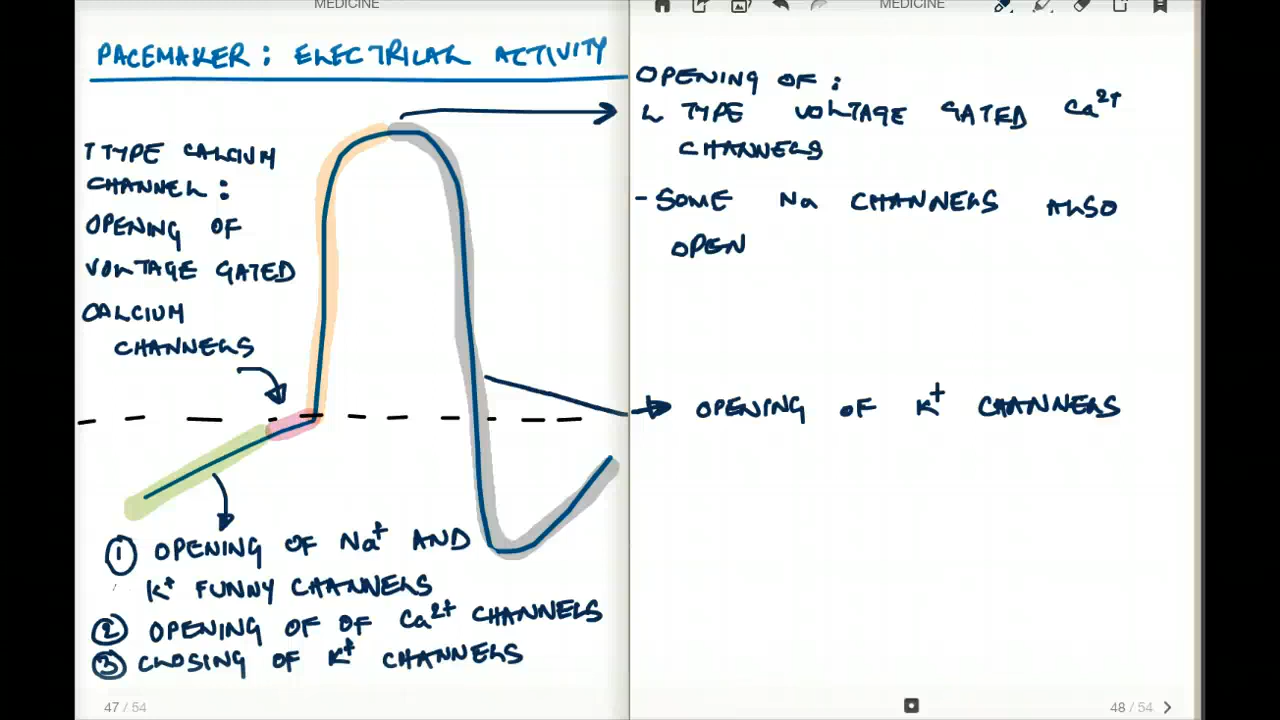 MEDICINE
PACEMAKER: ELECTRILAL ACTIVITY
T TYPE CALCIUM
CHANNEL:
OPENING OF
VOLTAGE GATED
CALCIUM
CHANNELS
① OPENING OF Na⁺ AND
K⁺ FUNNY CHANNELS
② OPENING OF OF Ca²⁺ CHANNELS
③ CLOSING OF K⁺ CHANNELS
47 / 54
MEDICINE
OPENING OF:
L TYPE VOLTAGE GATED Ca²⁺
CHANNELS
- SOME Na CHANNELS ALSO
OPEN
OPENING OF K⁺ CHANNELS
48 / 54